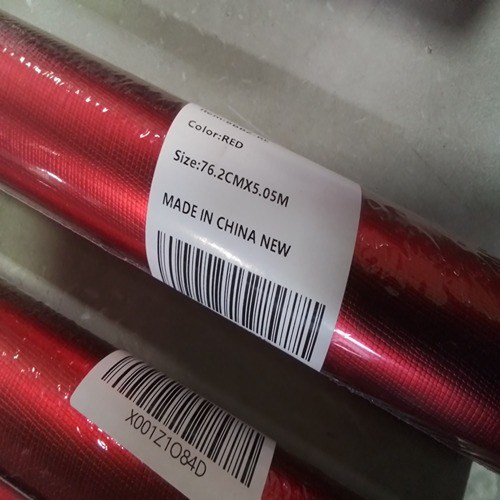 Color:RED
Size:76.2CMX5.05M
MADE IN CHINA NEW
X001Z1O84D